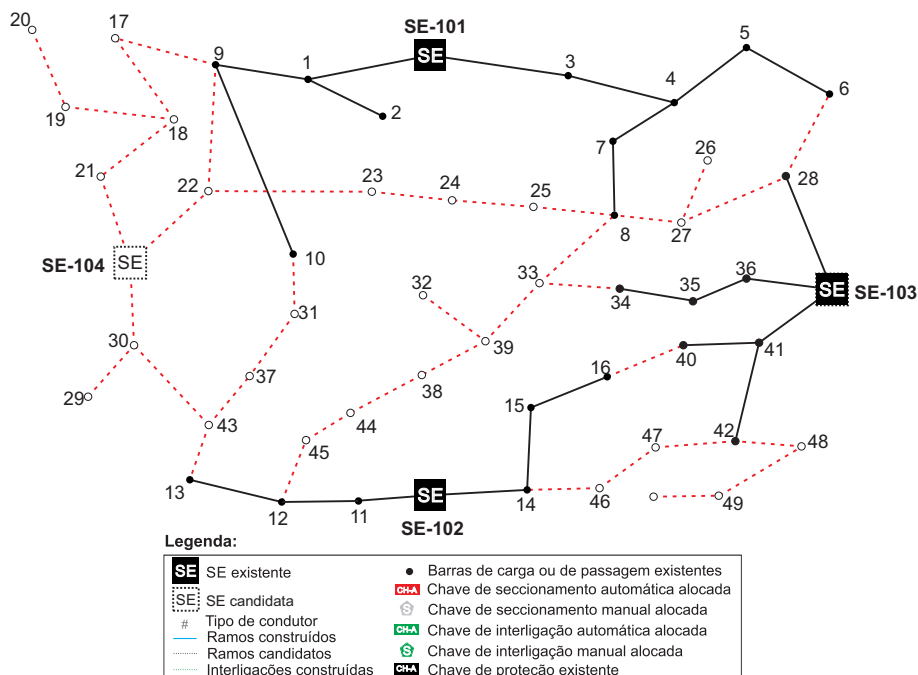 20
17
SE-101
5
9
1
SE
3
4
6
2
19
18
7
26
21
22
23
24
25
28
8
27
SE-104
SE
10
32
33
36
35
34
SE
SE-103
31
30
39
16
40
41
37
38
29
15
43
44
47
42
48
45
13
SE
12
11
14
46
49
SE-102
Legenda:
SE SE existente
SE SE candidata
# Tipo de condutor
Ramos construídos
Ramos candidatos
Interligações construídas
Barras de carga ou de passagem existentes
CH-A Chave de seccionamento automática alocada
S Chave de seccionamento manual alocada
CH-A Chave de interligação automática alocada
S Chave de interligação manual alocada
CH-A Chave de proteção existente